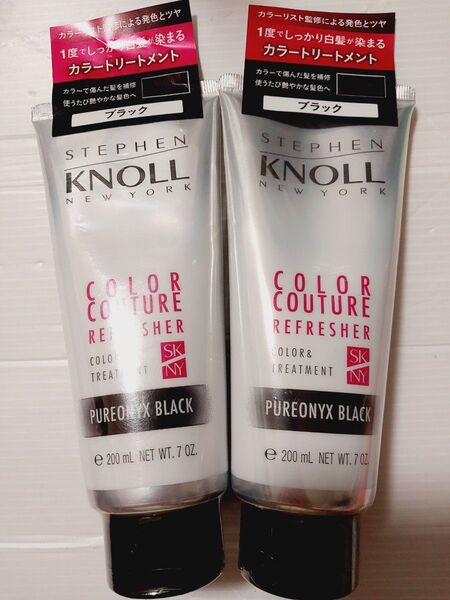 カラーリスト監修による発色とツヤ
1度でしっかり白髪が染まる
カラートリートメント
カラーで傷んだ髪を補修
使うたび艶やかな髪色へ
ブラック
STEPHEN
KNOLL
NEW YORK
COLOR
COUTURE
REFRESHER
COLOR&
TREATMENT
SK
NY
PUREONYX BLACK
e 200 mL NET WT. 7 OZ.
カラーリスト監修による発色とツヤ
1度でしっかり白髪が染まる
カラートリートメント
カラーで傷んだ髪を補修
使うたび艶やかな髪色へ
ブラック
STEPHEN
KNOLL
NEW YORK
COLOR
COUTURE
REFRESHER
COLOR&
TREATMENT
SK
NY
PUREONYX BLACK
e 200 mL NET WT. 7 OZ.